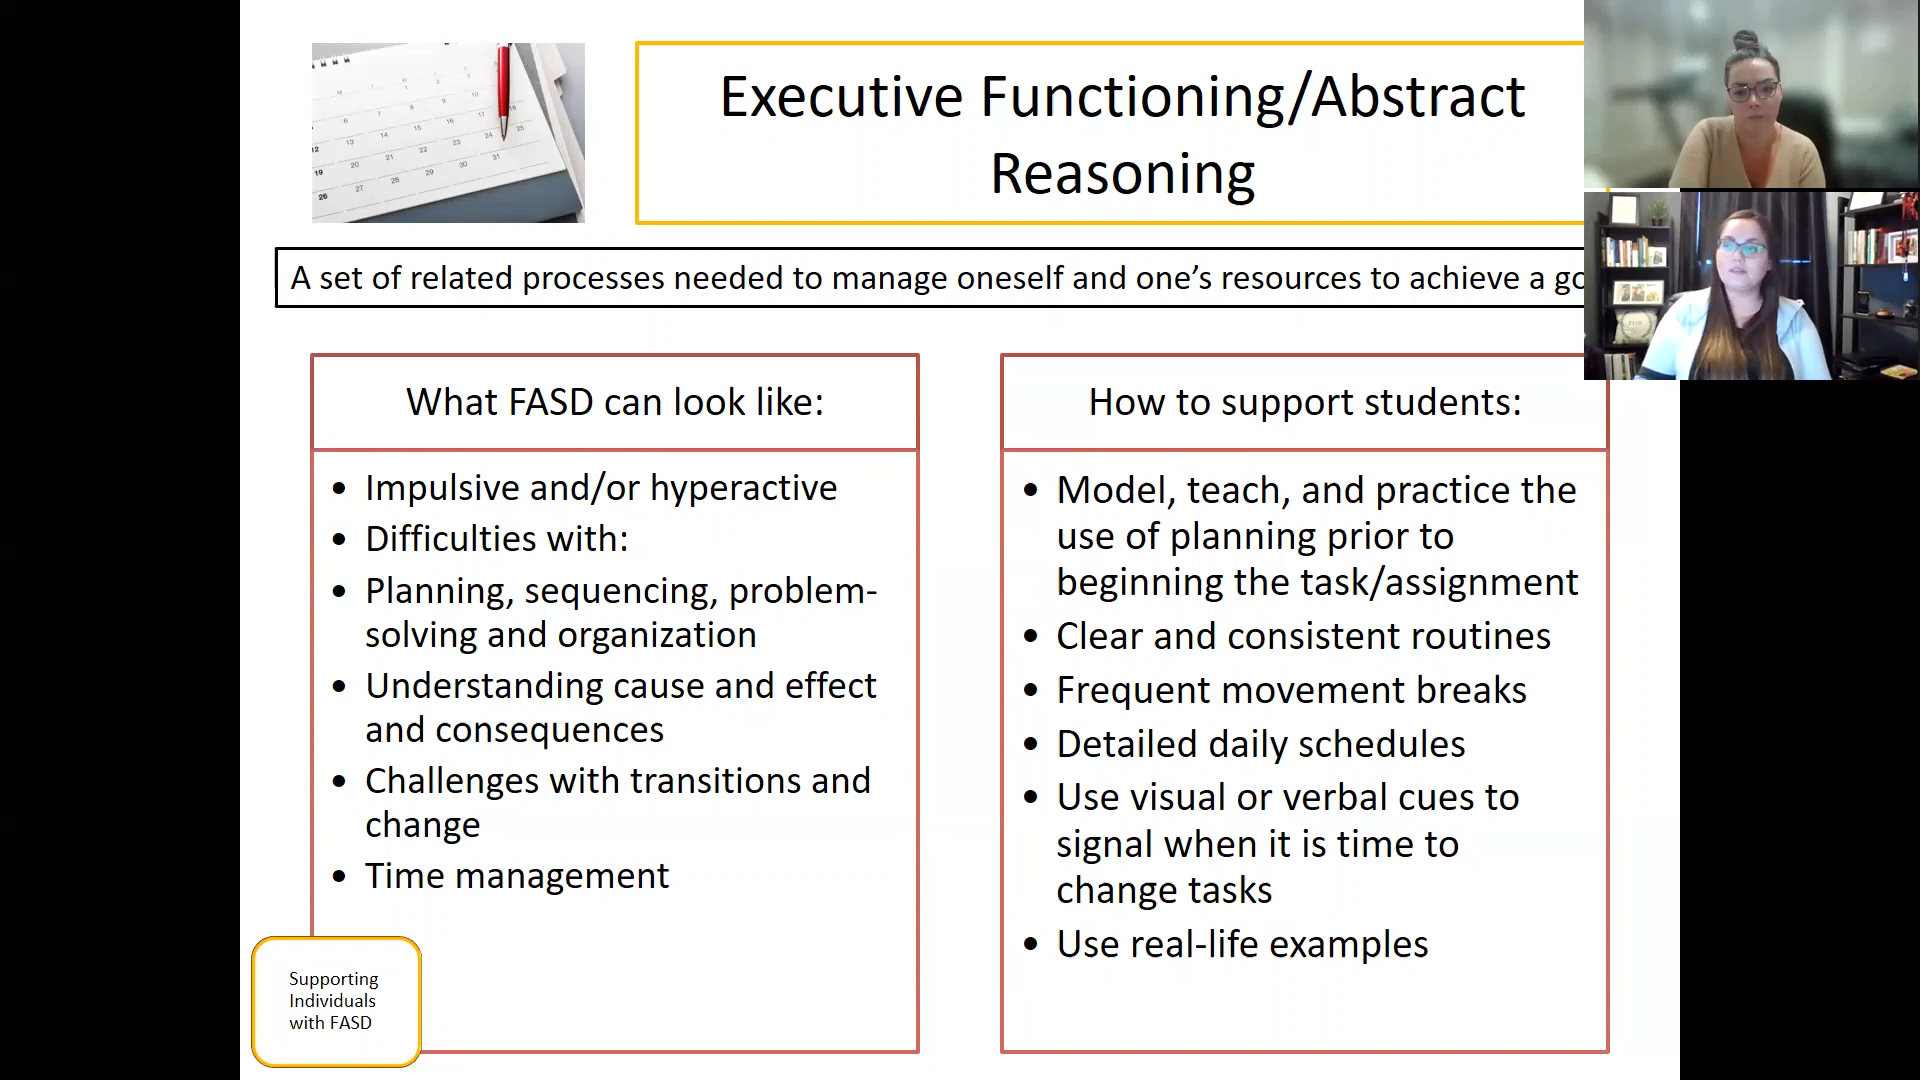 Executive Functioning/Abstract
Reasoning
A set of related processes needed to manage oneself and one’s resources to achieve a
What FASD can look like:
• Impulsive and/or hyperactive
• Difficulties with:
• Planning, sequencing, problem-
solving and organization
• Understanding cause and effect
and consequences
• Challenges with transitions and
change
• Time management
How to support students:
• Model, teach, and practice the
use of planning prior to
beginning the task/assignment
• Clear and consistent routines
• Frequent movement breaks
• Detailed daily schedules
• Use visual or verbal cues to
signal when it is time to
change tasks
• Use real-life examples
Supporting
Individuals
with FASD